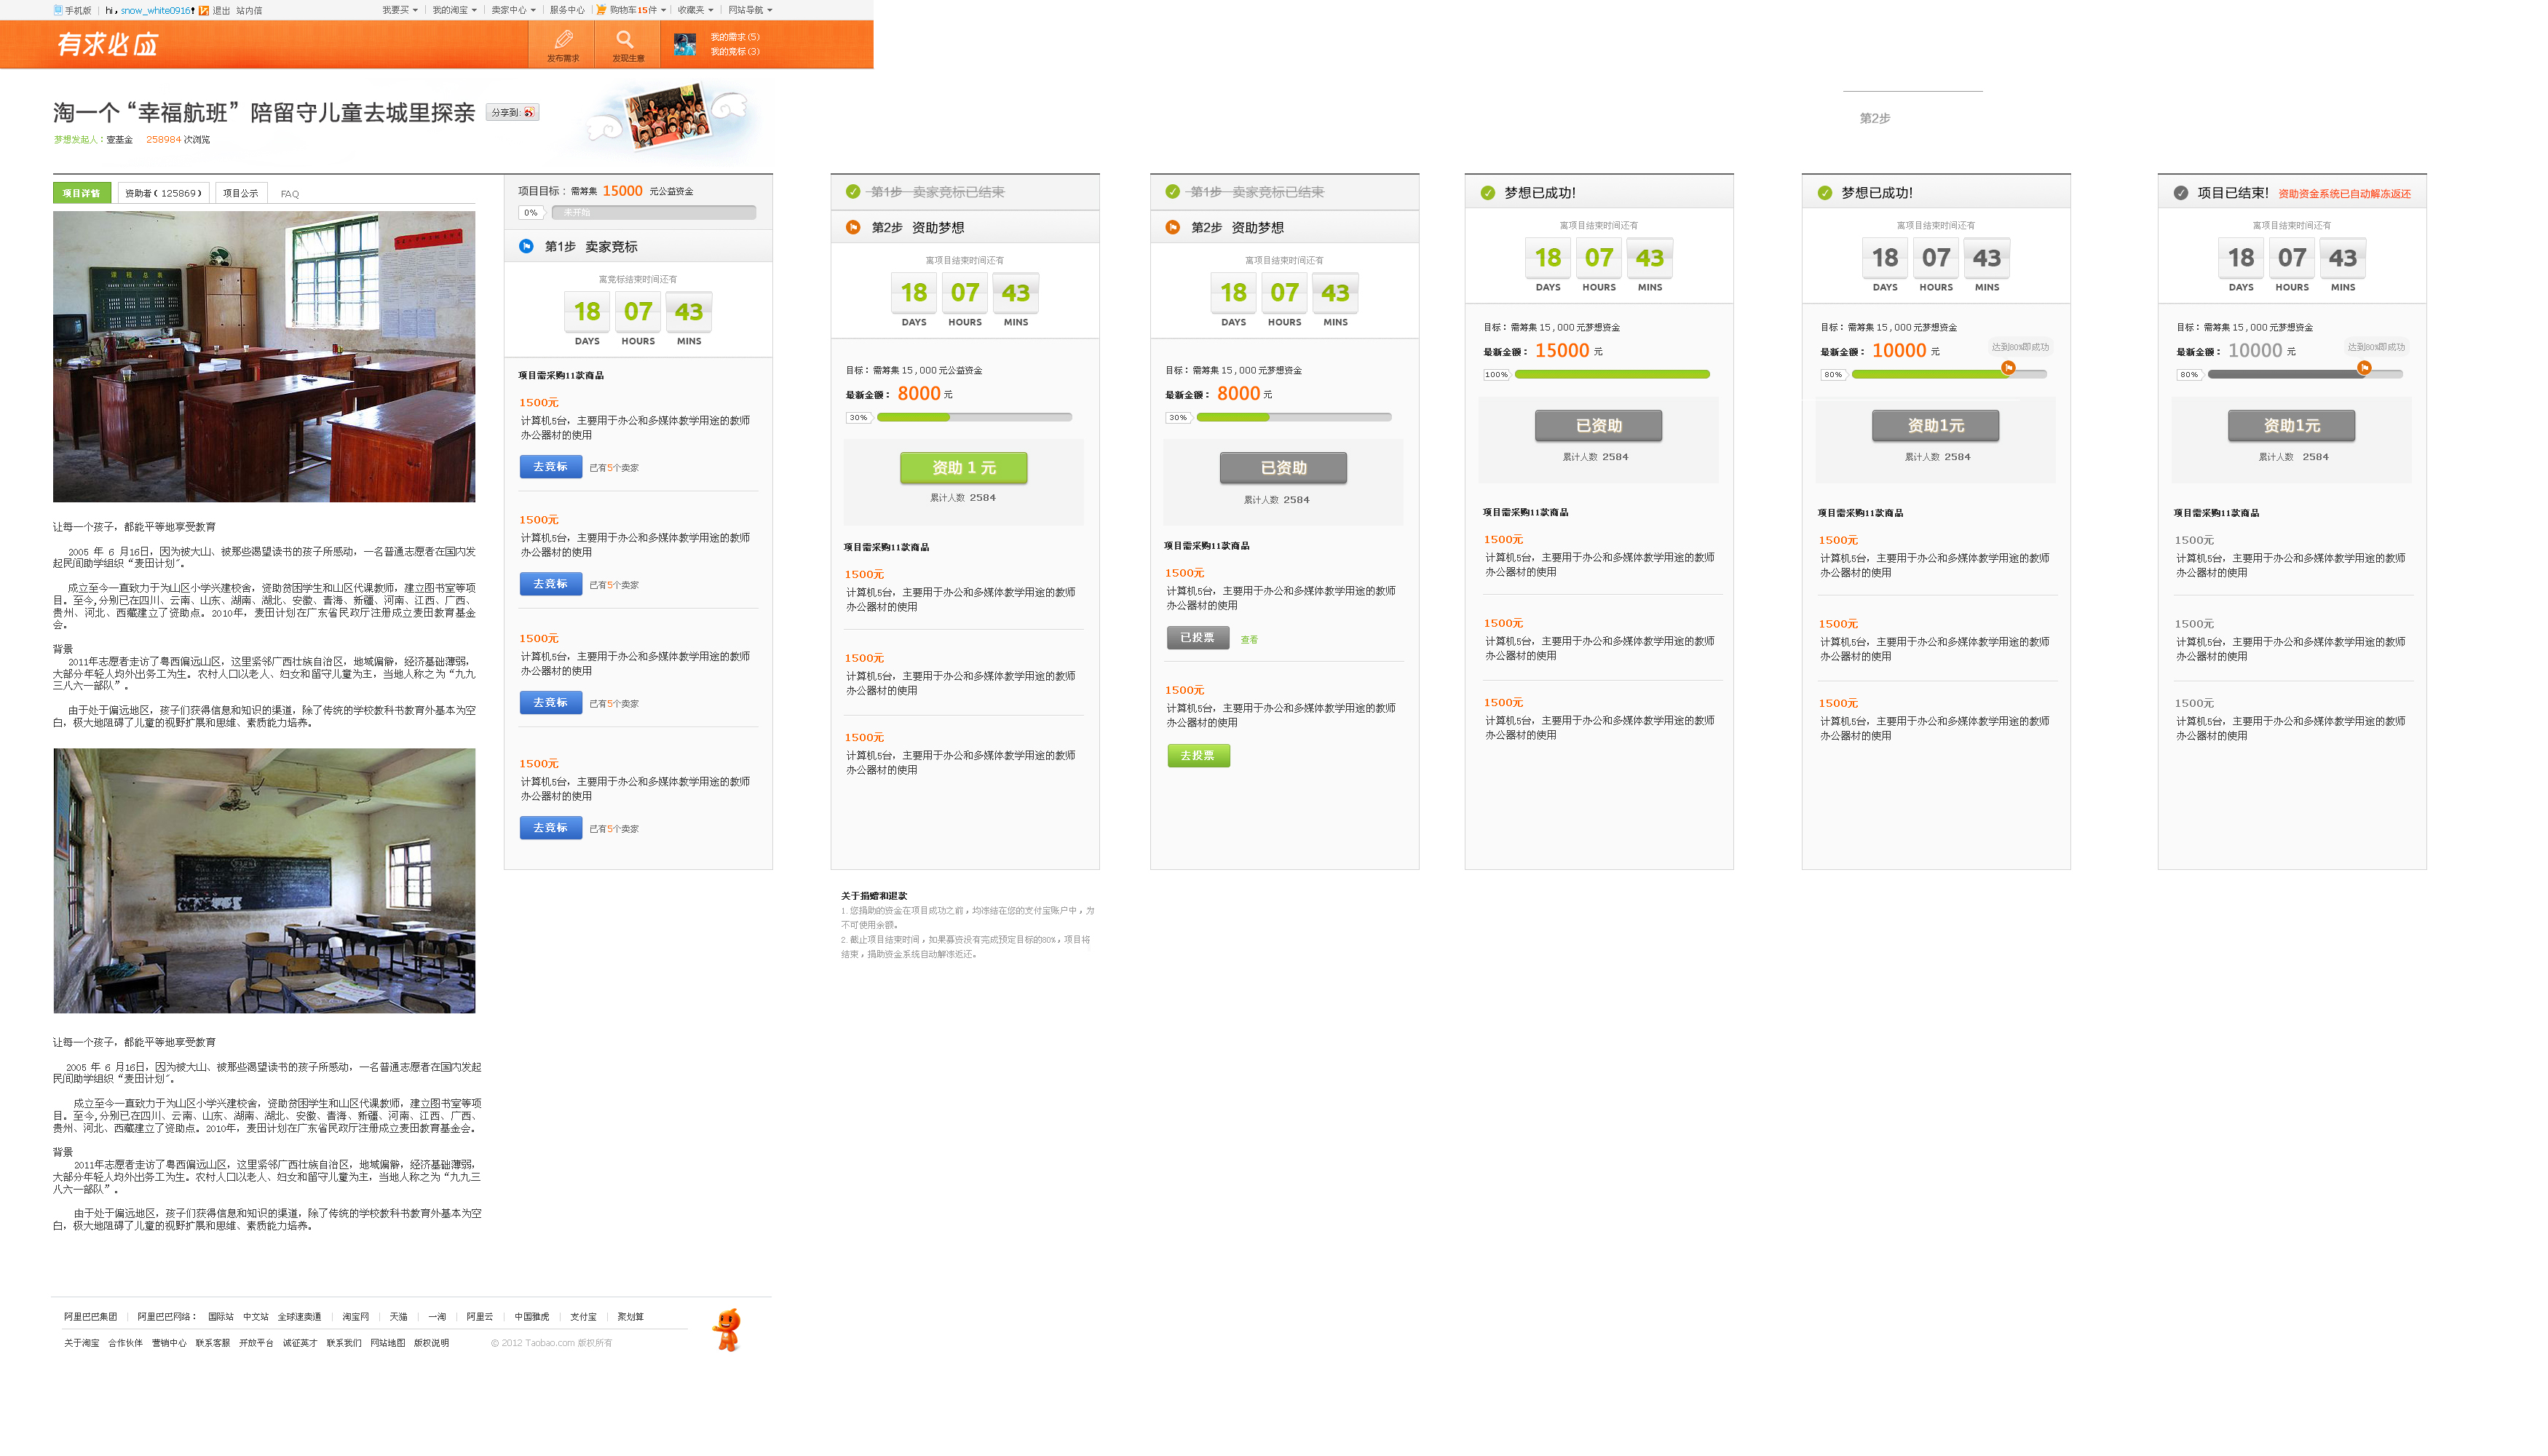 手机版 hi，snow_white0916！ 退出 站内信 我要买 我的淘宝 卖家中心 服务中心 购物车15件 收藏夹 网站导航
有求必应
发布需求
发现生意
我的需求(5)
我的竞标(3)
淘一个“幸福航班”陪留守儿童去城里探亲
分享到:
梦想发起人：壹基金 258984 次浏览
项目详情 资助者( 125869 ) 项目公示 FAQ
让每一个孩子，都能平等地享受教育
2005 年 6 月16日，因为被大山、被那些渴望读书的孩子所感动，一名普通志愿者在国内发
起民间助学组织“麦田计划”。
成立至今一直致力于为山区小学兴建校舍，资助贫困学生和山区代课教师，建立图书室等项
目。至今,分别已在四川、云南、山东、湖南、湖北、安徽、青海、新疆、河南、江西、广西、
贵州、河北、西藏建立了资助点。2010年，麦田计划在广东省民政厅注册成立麦田教育基金
会。
背景
2011年志愿者走访了粤西偏远山区，这里紧邻广西壮族自治区，地域偏僻，经济基础薄弱，
大部分年轻人均外出务工为生。农村人口以老人、妇女和留守儿童为主，当地人称之为“九九
三八六一部队”。
由于处于偏远地区，孩子们获得信息和知识的渠道，除了传统的学校教科书教育外基本为空
白，极大地阻碍了儿童的视野扩展和思维、素质能力培养。
让每一个孩子，都能平等地享受教育
2005 年 6 月16日，因为被大山、被那些渴望读书的孩子所感动，一名普通志愿者在国内发起
民间助学组织“麦田计划”。
成立至今一直致力于为山区小学兴建校舍，资助贫困学生和山区代课教师，建立图书室等项
目。至今,分别已在四川、云南、山东、湖南、湖北、安徽、青海、新疆、河南、江西、广西、
贵州、河北、西藏建立了资助点。2010年，麦田计划在广东省民政厅注册成立麦田教育基金会。
背景
2011年志愿者走访了粤西偏远山区，这里紧邻广西壮族自治区，地域偏僻，经济基础薄弱，
大部分年轻人均外出务工为生。农村人口以老人、妇女和留守儿童为主，当地人称之为“九九三
八六一部队”。
由于处于偏远地区，孩子们获得信息和知识的渠道，除了传统的学校教科书教育外基本为空
白，极大地阻碍了儿童的视野扩展和思维、素质能力培养。
项目目标：需筹集 15000 元公益资金
0% 未开始
第1步 卖家竞标
离竞标结束时间还有
18 07 43
DAYS HOURS MINS
项目需采购11款商品
1500元
计算机5台，主要用于办公和多媒体教学用途的教师
办公器材的使用
去竞标 已有5个卖家
1500元
计算机5台，主要用于办公和多媒体教学用途的教师
办公器材的使用
去竞标 已有5个卖家
1500元
计算机5台，主要用于办公和多媒体教学用途的教师
办公器材的使用
去竞标 已有5个卖家
1500元
计算机5台，主要用于办公和多媒体教学用途的教师
办公器材的使用
去竞标 已有5个卖家
第1步 卖家竞标已结束
第2步 资助梦想
离项目结束时间还有
18 07 43
DAYS HOURS MINS
目标：需筹集 15,000 元公益资金
最新金额： 8000 元
30%
资助 1 元
累计人数 2584
项目需采购11款商品
1500元
计算机5台，主要用于办公和多媒体教学用途的教师
办公器材的使用
1500元
计算机5台，主要用于办公和多媒体教学用途的教师
办公器材的使用
1500元
计算机5台，主要用于办公和多媒体教学用途的教师
办公器材的使用
关于捐赠和退款
1. 您捐助的资金在项目成功之前，均冻结在您的支付宝账户中，为
不可使用余额。
2. 截止项目结束时间，如果募资没有完成预定目标的80%，项目将
结束，捐助资金系统自动解冻返还。
第1步 卖家竞标已结束
第2步 资助梦想
离项目结束时间还有
18 07 43
DAYS HOURS MINS
目标：需筹集 15,000 元梦想资金
最新金额： 8000 元
30%
已资助
累计人数 2584
项目需采购11款商品
1500元
计算机5台，主要用于办公和多媒体教学用途的教师
办公器材的使用
已投票 查看
1500元
计算机5台，主要用于办公和多媒体教学用途的教师
办公器材的使用
去投票
梦想已成功!
离项目结束时间还有
18 07 43
DAYS HOURS MINS
目标：需筹集 15,000 元梦想资金
最新金额： 15000 元
100%
已资助
累计人数 2584
项目需采购11款商品
1500元
计算机5台，主要用于办公和多媒体教学用途的教师
办公器材的使用
1500元
计算机5台，主要用于办公和多媒体教学用途的教师
办公器材的使用
1500元
计算机5台，主要用于办公和多媒体教学用途的教师
办公器材的使用
第2步
梦想已成功!
离项目结束时间还有
18 07 43
DAYS HOURS MINS
目标：需筹集 15,000 元梦想资金
最新金额： 10000 元 达到80%即成功
80%
资助1元
累计人数 2584
项目需采购11款商品
1500元
计算机5台，主要用于办公和多媒体教学用途的教师
办公器材的使用
1500元
计算机5台，主要用于办公和多媒体教学用途的教师
办公器材的使用
1500元
计算机5台，主要用于办公和多媒体教学用途的教师
办公器材的使用
项目已结束! 资助资金系统已自动解冻返还
离项目结束时间还有
18 07 43
DAYS HOURS MINS
目标：需筹集 15,000 元梦想资金
最新金额： 10000 元 达到80%即成功
80%
资助1元
累计人数 2584
项目需采购11款商品
1500元
计算机5台，主要用于办公和多媒体教学用途的教师
办公器材的使用
1500元
计算机5台，主要用于办公和多媒体教学用途的教师
办公器材的使用
1500元
计算机5台，主要用于办公和多媒体教学用途的教师
办公器材的使用
阿里巴巴集团 阿里巴巴网络： 国际站 中文站 全球速卖通 淘宝网 天猫 一淘 阿里云 中国雅虎 支付宝 聚划算
关于淘宝 合作伙伴 营销中心 联系客服 开放平台 诚征英才 联系我们 网站地图 版权说明 © 2012 Taobao.com 版权所有